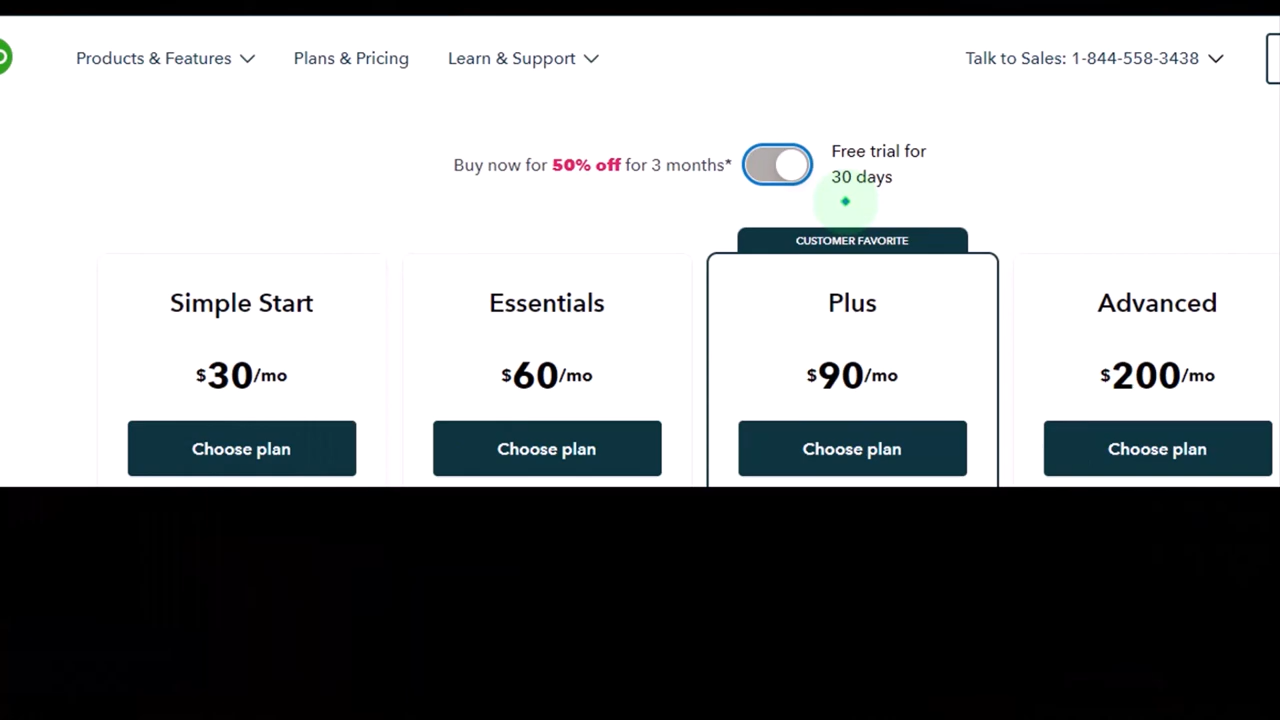 Products & Features Plans & Pricing Learn & Support Talk to Sales: 1-844-558-3438
Buy now for 50% off for 3 months*
Free trial for
30 days
CUSTOMER FAVORITE
Simple Start Essentials Plus Advanced
$30/mo $60/mo $90/mo $200/mo
Choose plan Choose plan Choose plan Choose plan